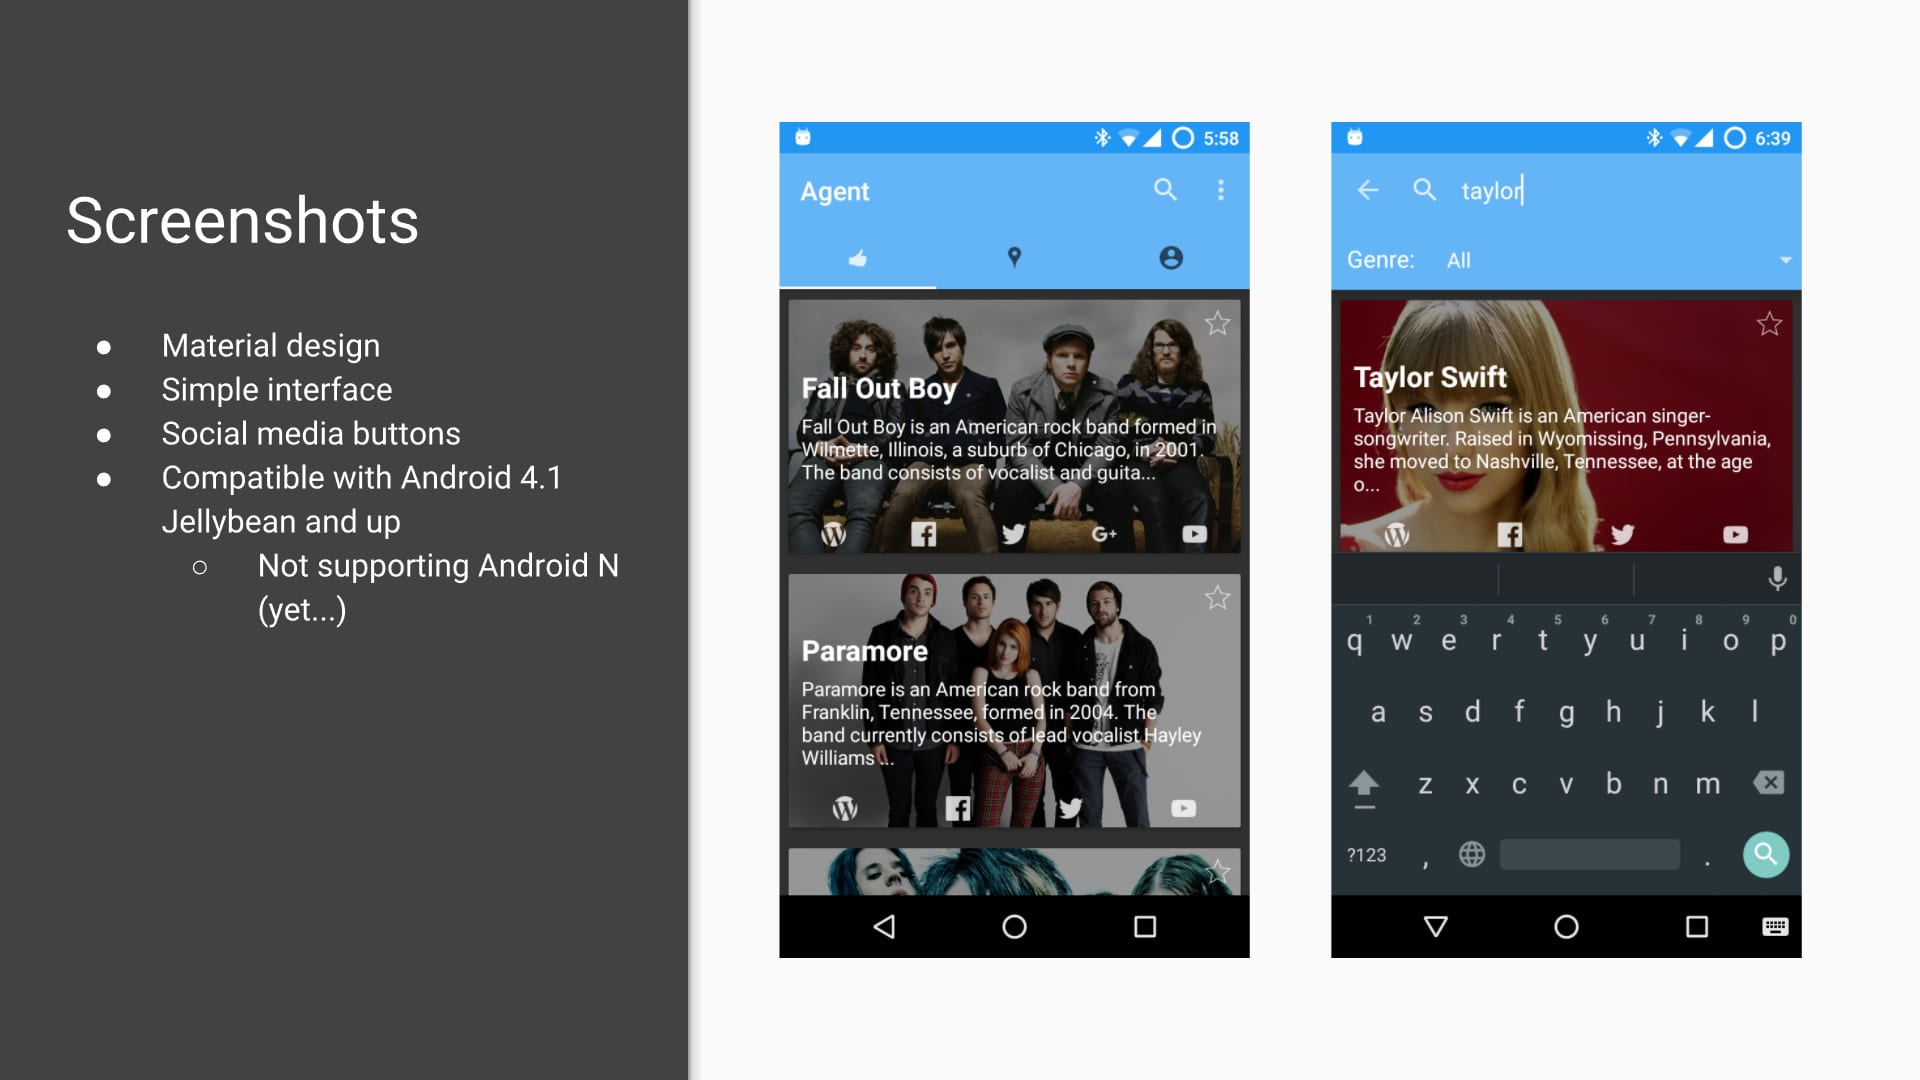 Screenshots
● Material design
● Simple interface
● Social media buttons
● Compatible with Android 4.1
Jellybean and up
○ Not supporting Android N
(yet...)
5:58
Agent
Fall Out Boy
Fall Out Boy is an American rock band formed in
Wilmette, Illinois, a suburb of Chicago, in 2001.
The band consists of vocalist and guita...
G+
Paramore
Paramore is an American rock band from
Franklin, Tennessee, formed in 2004. The
band currently consists of lead vocalist Hayley
Williams ...
6:39
taylor
Genre: All
Taylor Swift
Taylor Alison Swift is an American singer-
songwriter. Raised in Wyomissing, Pennsylvania,
she moved to Nashville, Tennessee, at the age
o...
1 2 3 4 5 6 7 8 9 0
q w e r t y u i o p
a s d f g h j k l
z x c v b n m
?123 , .